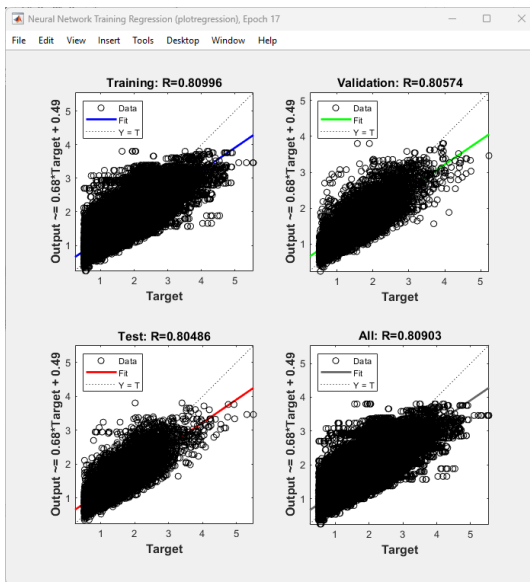 Neural Network Training Regression (plotregression), Epoch 17
File Edit View Insert Tools Desktop Window Help
Training: R=0.80996
Output ~= 0.68*Target + 0.49
5
4
3
2
1
Data
Fit
Y = T
1 2 3 4 5
Target
Validation: R=0.80574
Output ~= 0.68*Target + 0.49
5
4
3
2
1
Data
Fit
Y = T
1 2 3 4 5
Target
Test: R=0.80486
Output ~= 0.68*Target + 0.49
5
4
3
2
1
Data
Fit
Y = T
1 2 3 4 5
Target
All: R=0.80903
Output ~= 0.68*Target + 0.49
5
4
3
2
1
Data
Fit
Y = T
1 2 3 4 5
Target